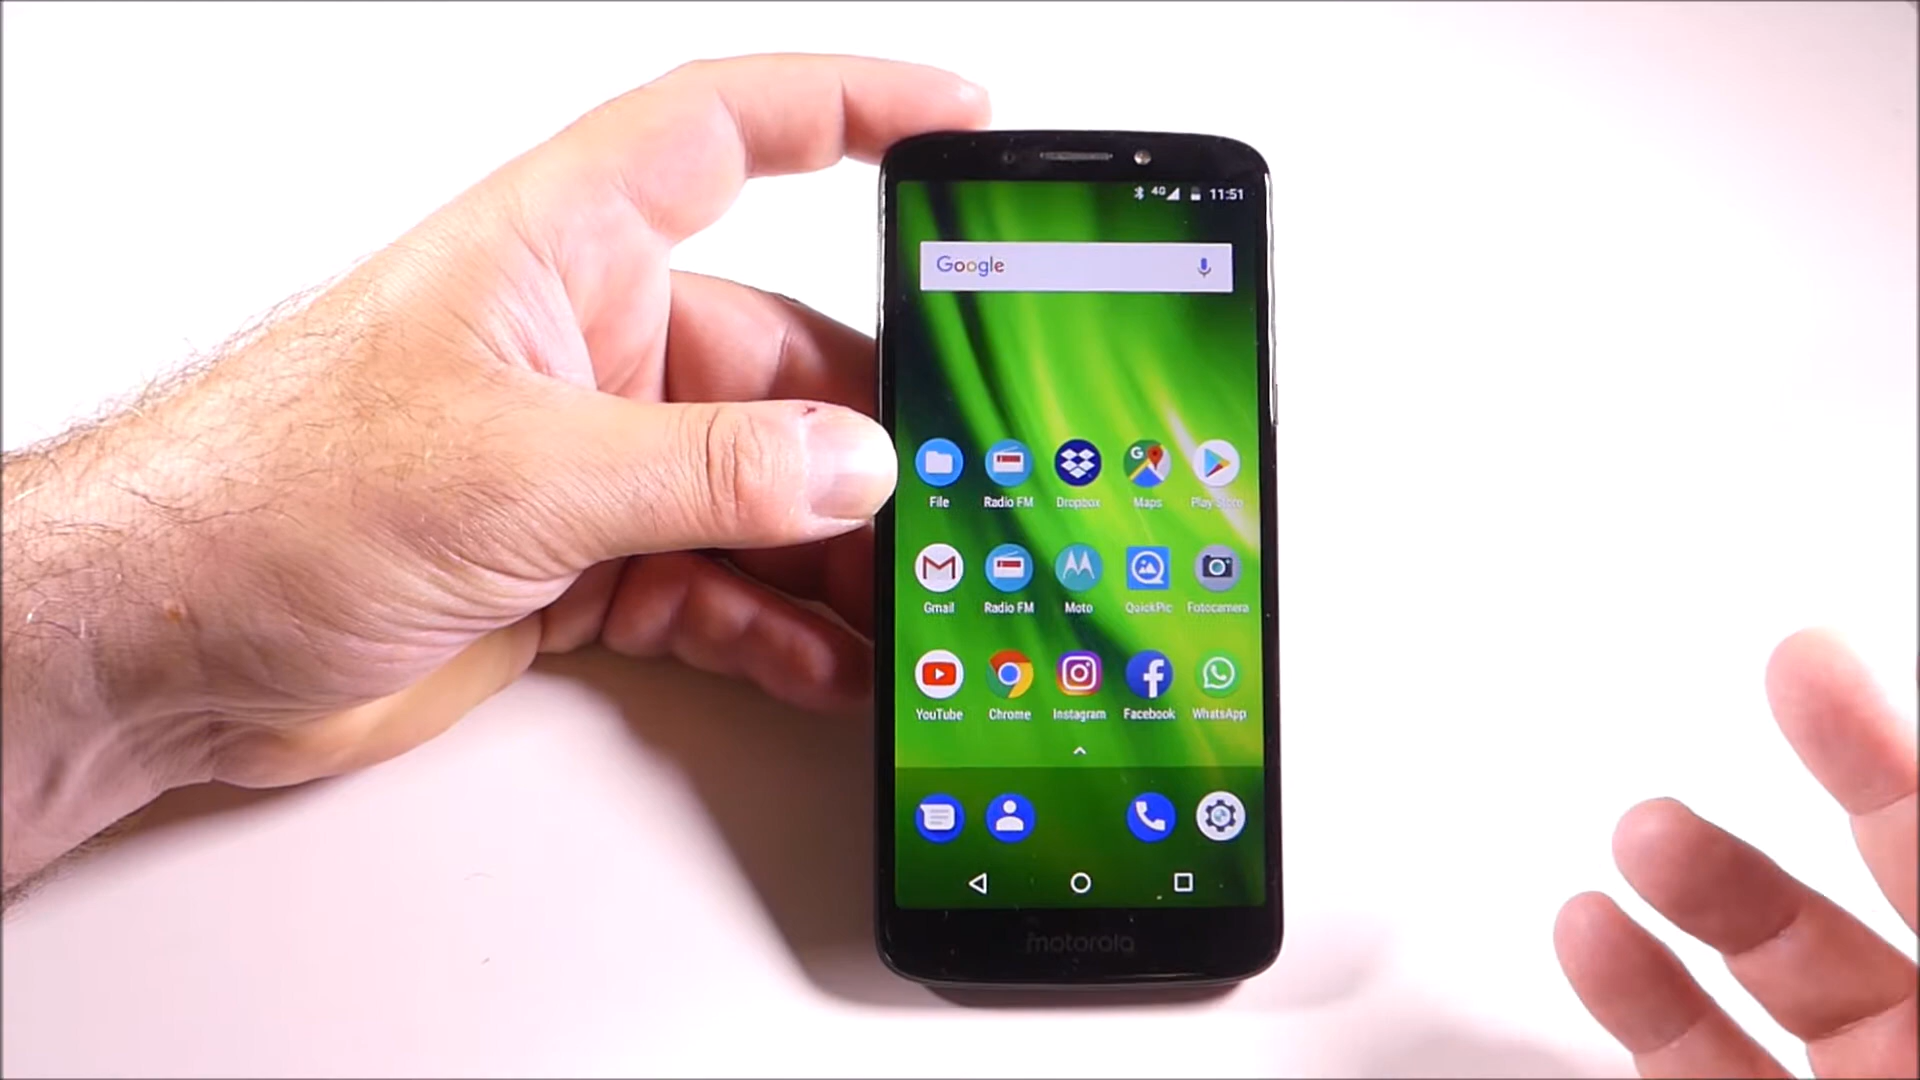 4G 11:51
Google
File Radio FM Dropbox Maps Play Store
Gmail Radio FM Moto QuickPic Fotocamera
YouTube Chrome Instagram Facebook WhatsApp
motorola